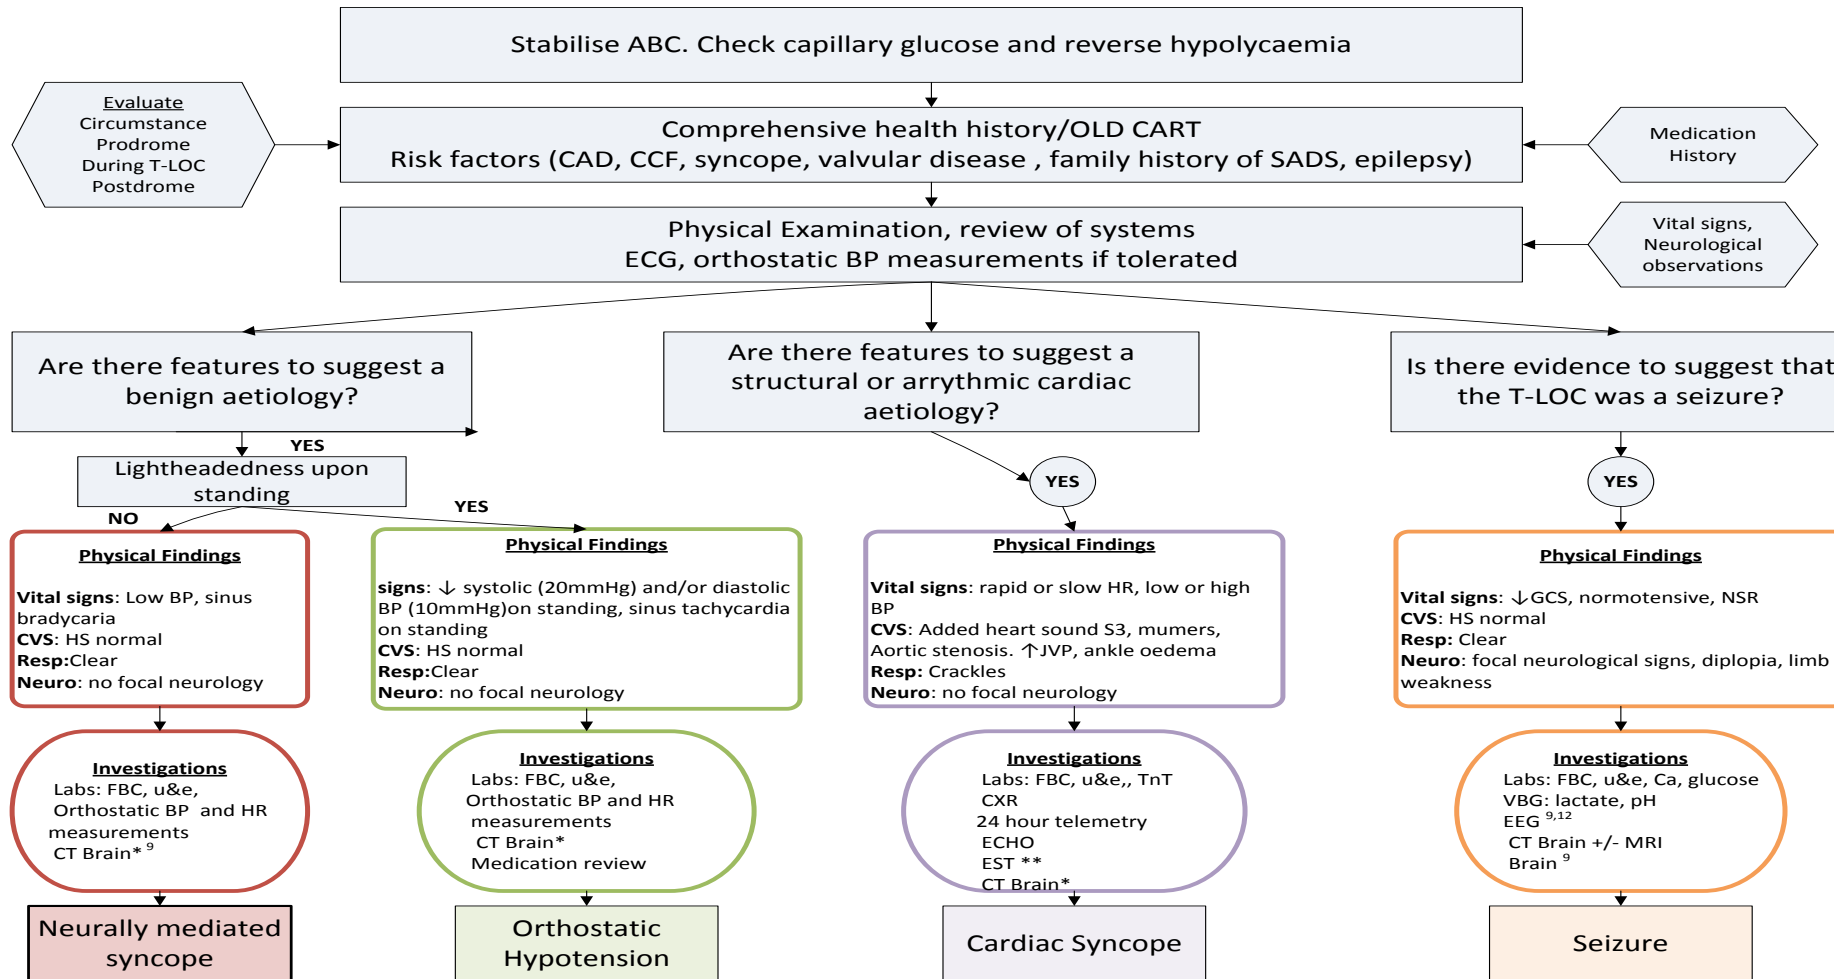 Stabilise ABC. Check capillary glucose and reverse hypolycaemia
Evaluate
Circumstance
Prodrome
During T-LOC
Postdrome
Comprehensive health history/OLD CART
Risk factors (CAD, CCF, syncope, valvular disease , family history of SADS, epilepsy)
Medication
History
Physical Examination, review of systems
ECG, orthostatic BP measurements if tolerated
Vital signs,
Neurological
observations
Are there features to suggest a
benign aetiology?
Are there features to suggest a
structural or arrythmic cardiac
aetiology?
Is there evidence to suggest that
the T-LOC was a seizure?
YES
Lightheadedness upon
standing
YES
YES
NO
YES
Physical Findings
Vital signs: Low BP, sinus
bradycaria
CVS: HS normal
Resp:Clear
Neuro: no focal neurology
Physical Findings
signs: ↓ systolic (20mmHg) and/or diastolic
BP (10mmHg)on standing, sinus tachycardia
on standing
CVS: HS normal
Resp:Clear
Neuro: no focal neurology
Physical Findings
Vital signs: rapid or slow HR, low or high
BP
CVS: Added heart sound S3, mumers,
Aortic stenosis. ↑JVP, ankle oedema
Resp: Crackles
Neuro: no focal neurology
Physical Findings
Vital signs: ↓GCS, normotensive, NSR
CVS: HS normal
Resp: Clear
Neuro: focal neurological signs, diplopia, limb
weakness
Investigations
Labs: FBC, u&e,
Orthostatic BP and HR
measurements
CT Brain* 9
Investigations
Labs: FBC, u&e,
Orthostatic BP and HR
measurements
CT Brain*
Medication review
Investigations
Labs: FBC, u&e,, TnT
CXR
24 hour telemetry
ECHO
EST **
CT Brain*
Investigations
Labs: FBC, u&e, Ca, glucose
VBG: lactate, pH
EEG 9,12
CT Brain +/- MRI
Brain 9
Neurally mediated
syncope
Orthostatic
Hypotension
Cardiac Syncope
Seizure